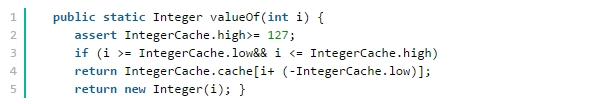 1 public static Integer valueOf(int i) {
2 assert IntegerCache.high>= 127;
3 if (i >= IntegerCache.low&& i <= IntegerCache.high)
4 return IntegerCache.cache[i+ (-IntegerCache.low)];
5 return new Integer(i); }